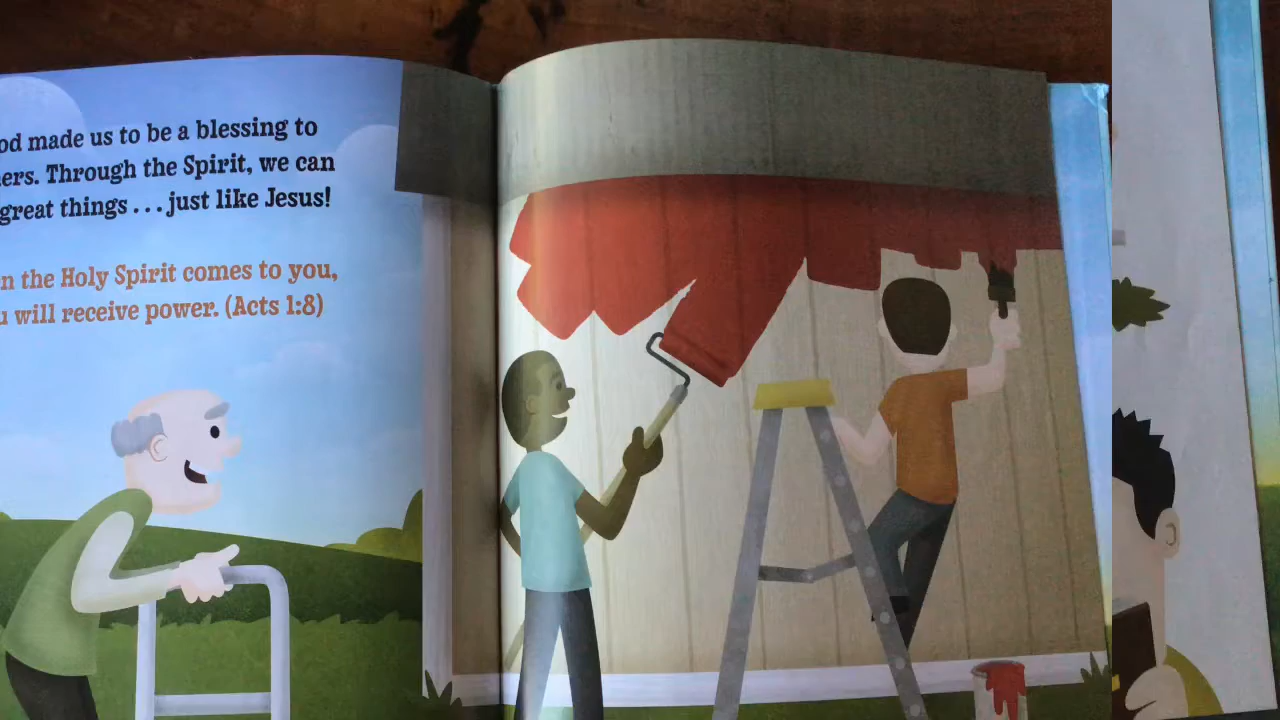 od made us to be a blessing to
ers. Through the Spirit, we can
great things . . . just like Jesus!
n the Holy Spirit comes to you,
u will receive power. (Acts 1:8)